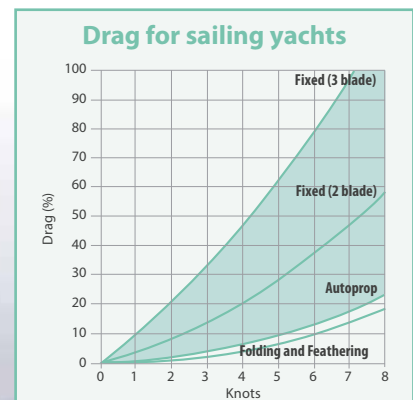 Drag for sailing yachts
100
90
80
70
60
50
40
30
20
10
0
Drag (%)
Fixed (3 blade)
Fixed (2 blade)
Autoprop
Folding and Feathering
0 1 2 3 4 5 6 7 8
Knots